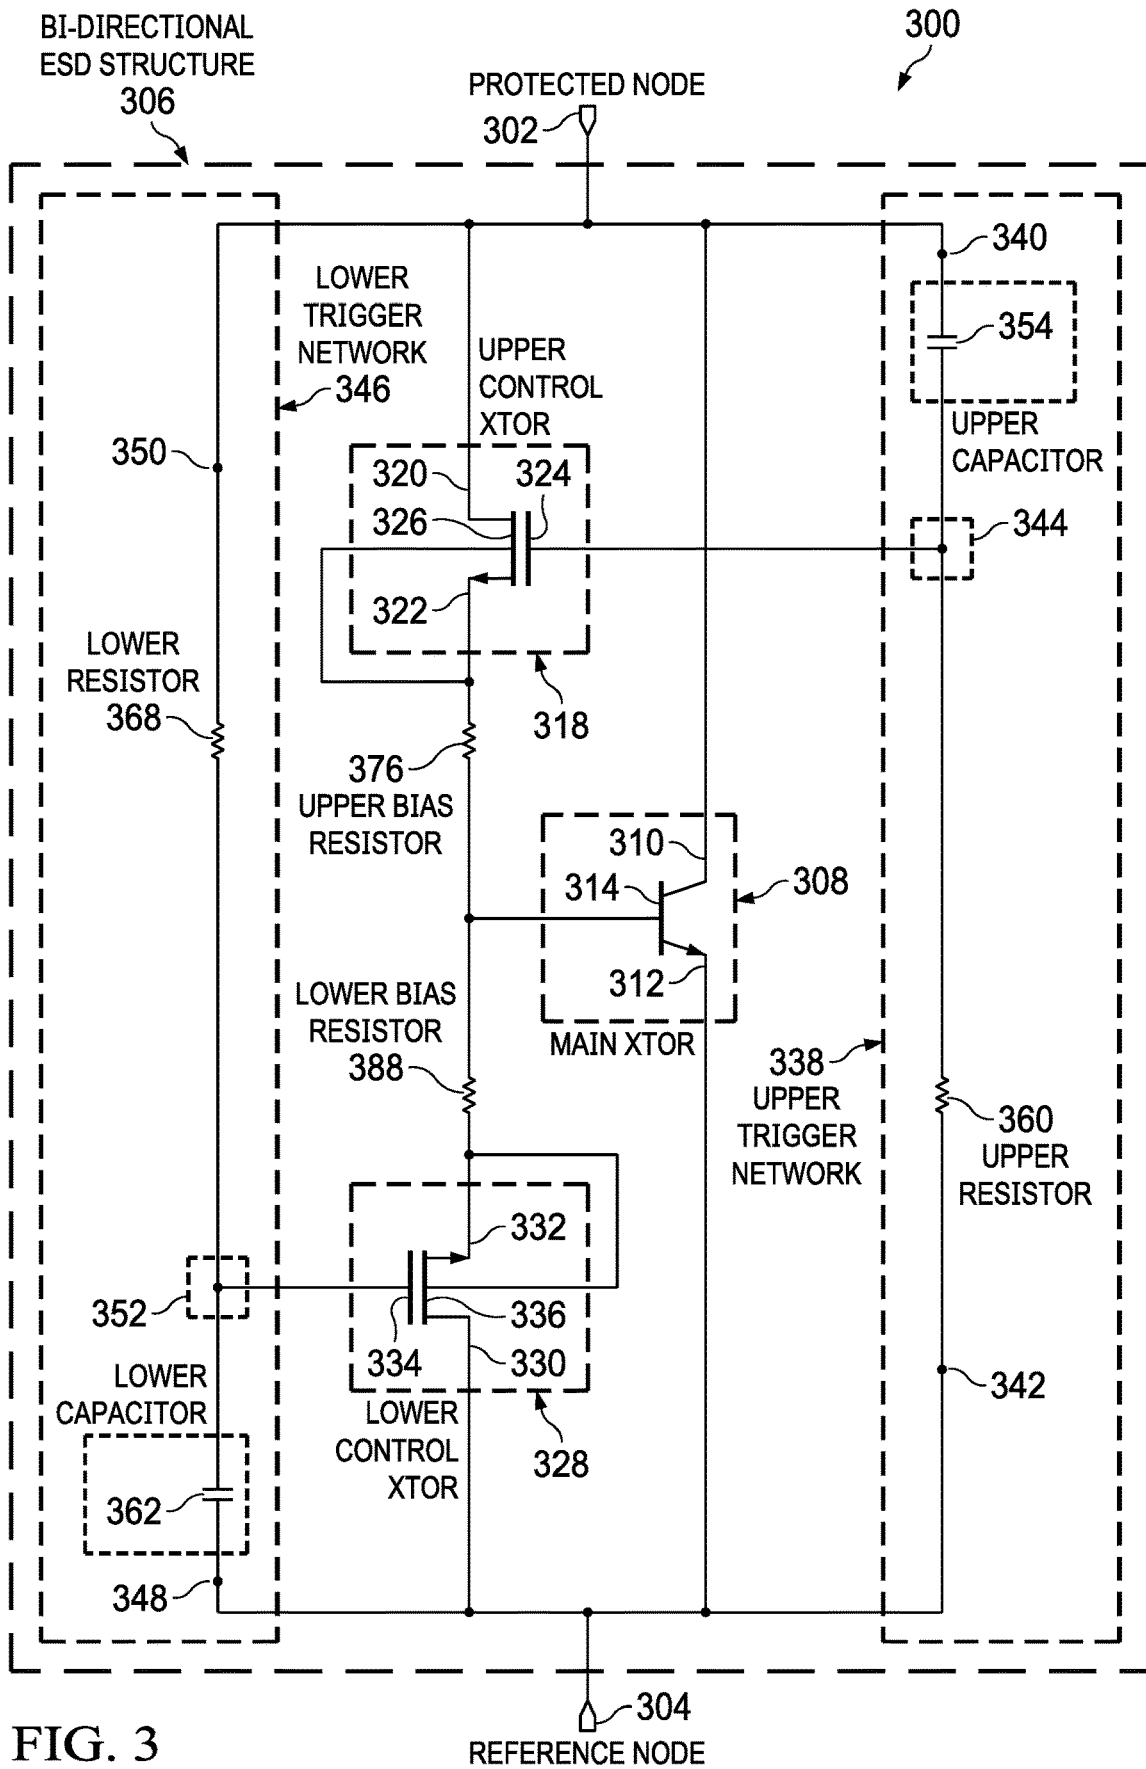 BI-DIRECTIONAL
ESD STRUCTURE
306
300
PROTECTED NODE
302
340
LOWER
TRIGGER
NETWORK
346
UPPER
CONTROL
XTOR
354
UPPER
CAPACITOR
350
320
324
326
344
322
LOWER
RESISTOR
368
318
376
UPPER BIAS
RESISTOR
310
314
308
312
MAIN XTOR
LOWER BIAS
RESISTOR
388
338
UPPER
TRIGGER
NETWORK
360
UPPER
RESISTOR
332
352
336
334
330
342
LOWER
CAPACITOR
LOWER
CONTROL
XTOR
328
362
348
304
REFERENCE NODE
FIG. 3